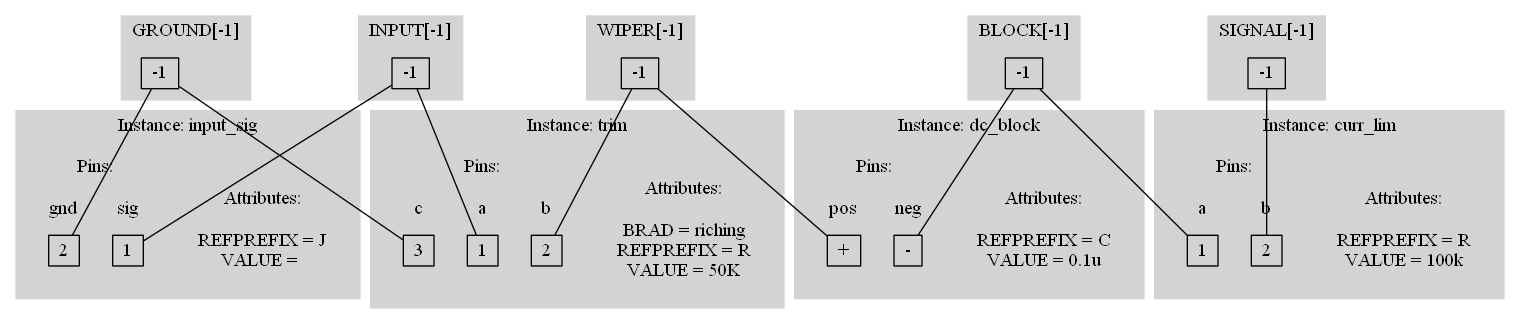 GROUND[-1]
INPUT[-1]
WIPER[-1]
BLOCK[-1]
SIGNAL[-1]
-1
-1
-1
-1
-1
Instance: input_sig
Pins:
gnd
sig
2
1
Attributes:
REFPREFIX = J
VALUE =
Instance: trim
Pins:
c
a
b
3
1
2
Attributes:
BRAD = riching
REFPREFIX = R
VALUE = 50K
Instance: dc_block
Pins:
pos
neg
+
-
Attributes:
REFPREFIX = C
VALUE = 0.1u
Instance: curr_lim
Pins:
a
b
1
2
Attributes:
REFPREFIX = R
VALUE = 100k